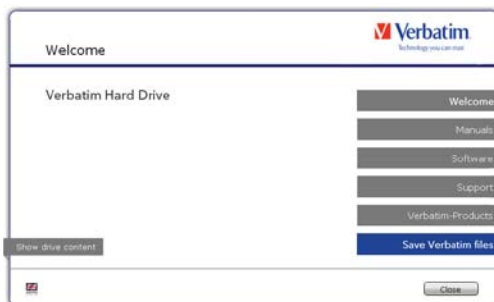 Welcome
Verbatim
Technology you can trust
Verbatim Hard Drive
Welcome
Manuals
Software
Support
Verbatim-Products
Save Verbatim files
Show drive content
Close